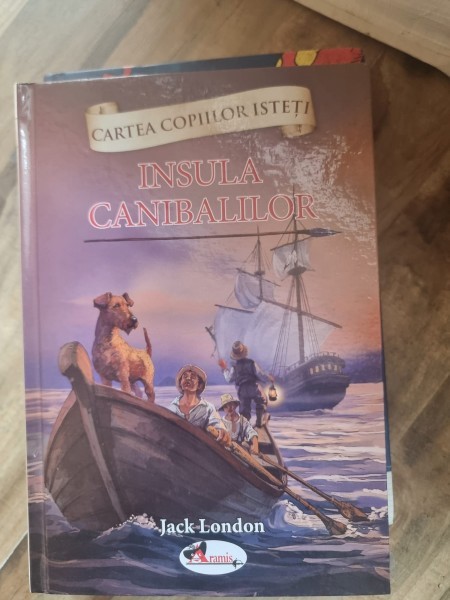 CARTEA COPIILOR ISTEȚI
INSULA
CANIBALILOR
Jack London
Aramis